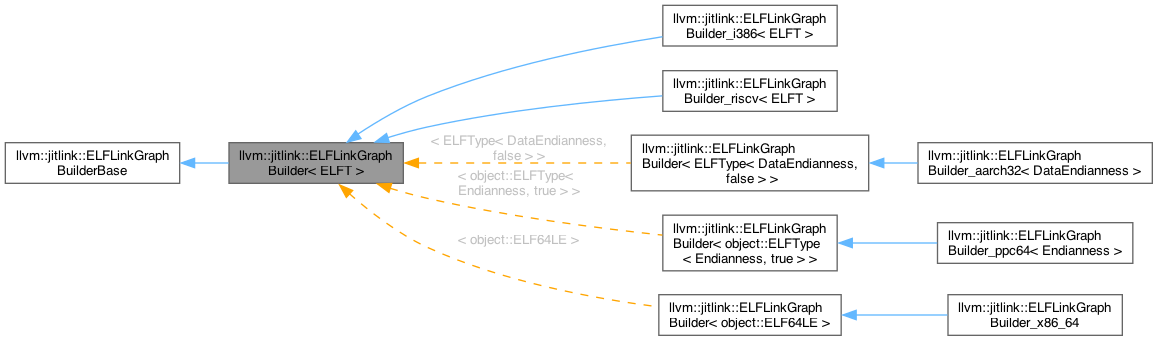 llvm::jitlink::ELFLinkGraph
Builder_i386< ELFT >
llvm::jitlink::ELFLinkGraph
Builder_riscv< ELFT >
llvm::jitlink::ELFLinkGraph
BuilderBase
llvm::jitlink::ELFLinkGraph
Builder< ELFT >
< ELFType< DataEndianness,
false > >
llvm::jitlink::ELFLinkGraph
Builder< ELFType< DataEndianness,
false > >
llvm::jitlink::ELFLinkGraph
Builder_aarch32< DataEndianness >
< object::ELFType<
Endianness, true > >
llvm::jitlink::ELFLinkGraph
Builder< object::ELFType
< Endianness, true > >
llvm::jitlink::ELFLinkGraph
Builder_ppc64< Endianness >
< object::ELF64LE >
llvm::jitlink::ELFLinkGraph
Builder< object::ELF64LE >
llvm::jitlink::ELFLinkGraph
Builder_x86_64